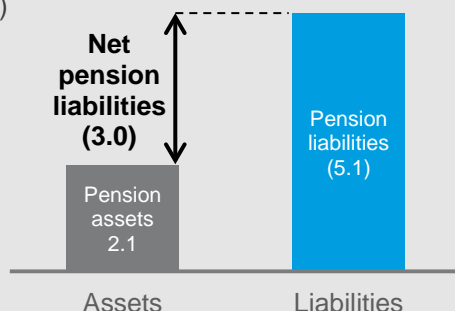 )
Net
pension
liabilities
(3.0)
Pension
liabilities
(5.1)
Pension
assets
2.1
Assets
Liabilities